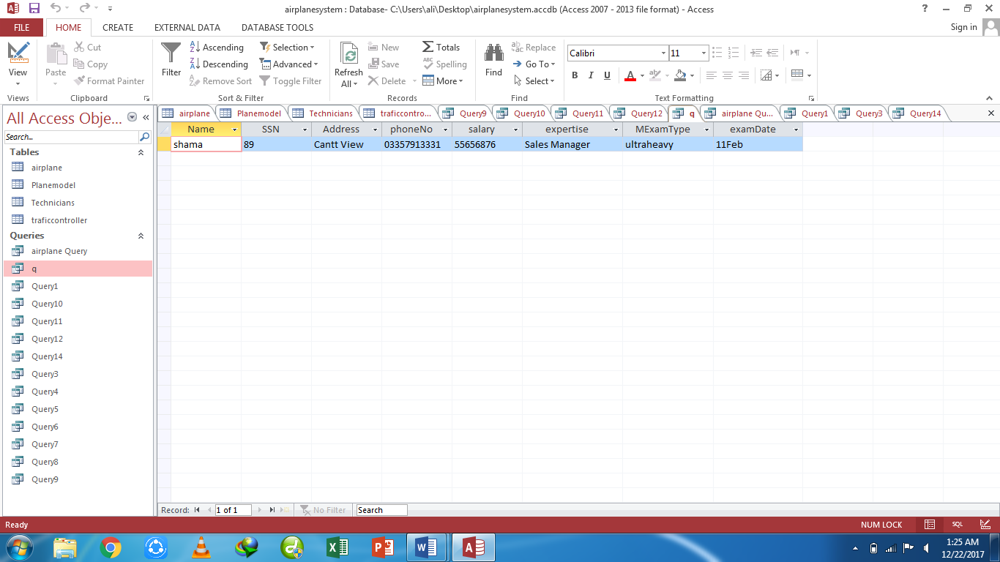 airplanesystem : Database- C:\Users\ali\Desktop\airplanesystem.accdb (Access 2007 - 2013 file format) - Access
FILE HOME CREATE EXTERNAL DATA DATABASE TOOLS Sign in
View
Views
Paste
Cut
Copy
Format Painter
Clipboard
Filter
Ascending
Descending
Remove Sort
Selection
Advanced
Toggle Filter
Sort & Filter
Refresh All
New
Save
Delete
Totals
Spelling
More
Records
Find
Replace
Go To
Select
Find
Calibri 11
B I U A
Text Formatting
All Access Obje...
Search...
Tables
airplane
Planemodel
Technicians
traficcontroller
Queries
airplane Query
q
Query1
Query10
Query11
Query12
Query14
Query3
Query4
Query5
Query6
Query7
Query8
Query9
airplane Planemodel Technicians traficcontro... Query9 Query10 Query11 Query12 q airplane Qu... Query1 Query3 Query14
Name SSN Address phoneNo salary expertise MExamType examDate
shama 89 Cantt View 03357913331 55656876 Sales Manager ultraheavy 11Feb
Record: 1 of 1 No Filter Search
Ready NUM LOCK SQL
1:25 AM
12/22/2017